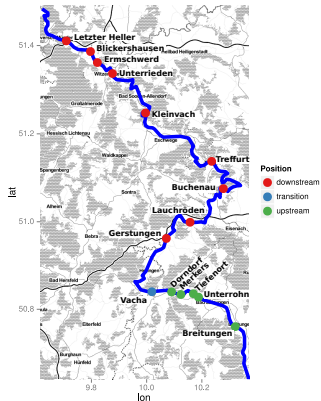 Letzter Heller
Blickershausen
Ermschwerd
Heilbad Heiligenstadt
Unterrieden
Großalmerode
Bad Sooden-Allendorf
Kleinvach
Eschwege
Hessisch Lichtenau
Waldkappel
Treffurt
Spangenberg
Sontra
Buchenau
Alheim
Lauchröden
Gerstungen
Eisenach
Bebra
Bad Hersfeld
Dorndorf
Merkers
Tiefenort
Unterrohn
Vacha
Eiterfeld
Breitungen
Burghaun
Hünfeld
51.4
51.2
51.0
50.8
lat
9.8
10.0
10.2
lon
Position
downstream
transition
upstream